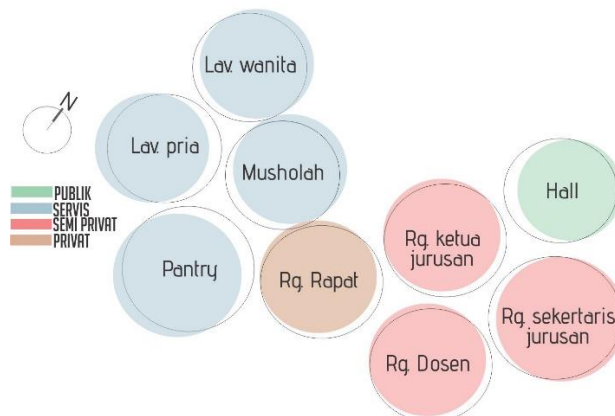 N
PUBLIK
SERVIS
SEMI PRIVAT
PRIVAT
Lav. wanita
Lav. pria
Musholah
Pantry
Rg. Rapat
Rg. ketua
jurusan
Hall
Rg. sekertaris
jurusan
Rg. Dosen